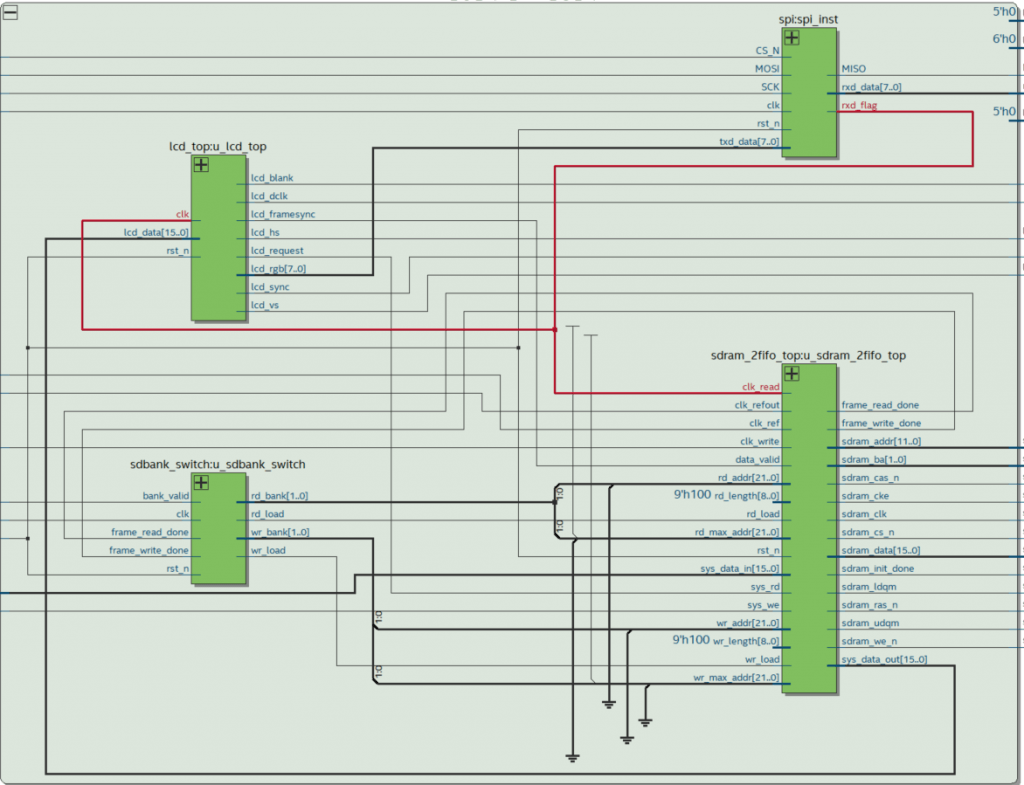 5'h0
spi:spi_inst
6'h0
CS_N
MOSI
MISO
SCK
rxd_data[7..0]
clk
rxd_flag
5'h0
rst_n
txd_data[7..0]
lcd_top:u_lcd_top
lcd_blank
lcd_dclk
clk
lcd_framesync
lcd_data[15..0]
lcd_hs
rst_n
lcd_request
lcd_rgb[7..0]
lcd_sync
lcd_vs
sdram_2fifo_top:u_sdram_2fifo_top
clk_read
clk_refout
frame_read_done
clk_ref
frame_write_done
clk_write
sdram_addr[11..0]
data_valid
sdram_ba[1..0]
rd_addr[21..0]
sdram_cas_n
9'h100 rd_length[8..0]
sdram_cke
rd_load
sdram_clk
rd_max_addr[21..0]
sdram_cs_n
rst_n
sdram_data[15..0]
sys_data_in[15..0]
sdram_init_done
sys_rd
sdram_ldqm
sys_we
sdram_ras_n
wr_addr[21..0]
sdram_udqm
9'h100 wr_length[8..0]
sdram_we_n
wr_load
sys_data_out[15..0]
wr_max_addr[21..0]
sdbank_switch:u_sdbank_switch
bank_valid
rd_bank[1..0]
clk
rd_load
frame_read_done
wr_bank[1..0]
frame_write_done
wr_load
rst_n
1:0
1:0
1:0
1:0